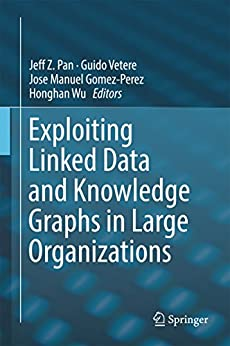 Jeff Z. Pan · Guido Vetere
Jose Manuel Gomez-Perez
Honghan Wu Editors
Exploiting
Linked Data
and Knowledge
Graphs in Large
Organizations
Springer